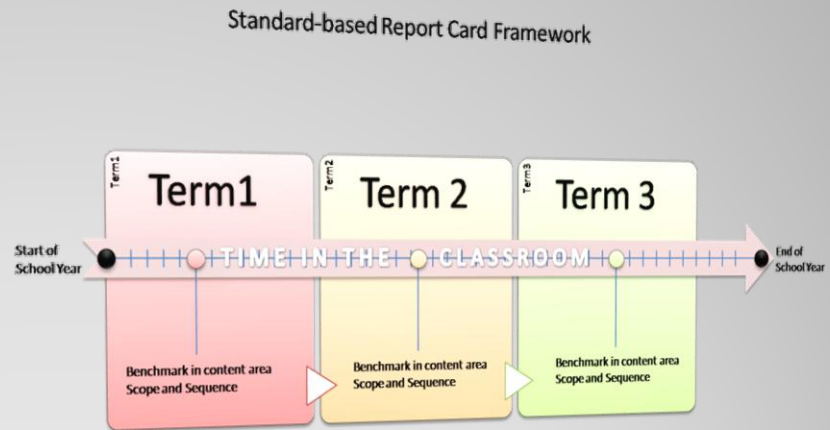 Standard-based Report Card Framework
Term1
Term1
Term2
Term 2
Term3
Term 3
Start of
School Year
TIME IN THE CLASSROOM
End of
School Year
Benchmark in content area
Scope and Sequence
Benchmark in content area
Scope and Sequence
Benchmark in content area
Scope and Sequence